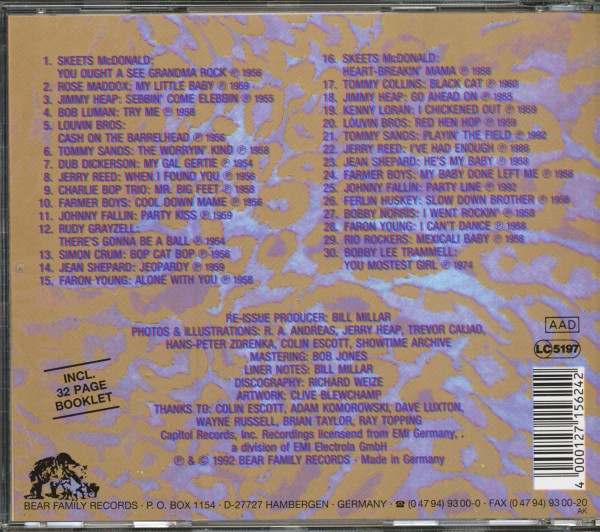 1. SKEETS McDONALD:
YOU OUGHT A SEE GRANDMA ROCK ℗ 1956
2. ROSE MADDOX: MY LITTLE BABY ℗ 1959
3. JIMMY HEAP: SEBBIN' COME ELEBBIN ℗ 1955
4. BOB LUMAN: TRY ME ℗ 1958
5. LOUVIN BROS:
CASH ON THE BARRELHEAD ℗ 1956
6. TOMMY SANDS: THE WORRYIN' KIND ℗ 1958
7. DUB DICKERSON: MY GAL GERTIE ℗ 1954
8. JERRY REED: WHEN I FOUND YOU ℗ 1956
9. CHARLIE BOP TRIO: MR. BIG FEET ℗ 1958
10. FARMER BOYS: COOL DOWN MAME ℗ 1956
11. JOHNNY FALLIN: PARTY KISS ℗ 1959
12. RUDY GRAYZELL:
THERE'S GONNA BE A BALL ℗ 1954
13. SIMON CRUM: BOP CAT BOP ℗ 1956
14. JEAN SHEPARD: JEOPARDY ℗ 1959
15. FARON YOUNG: ALONE WITH YOU ℗ 1958
16. SKEETS McDONALD:
HEART-BREAKIN' MAMA ℗ 1958
17. TOMMY COLLINS: BLACK CAT ℗ 1960
18. JIMMY HEAP: GO AHEAD ON ℗ 1955
19. KENNY LORAN: I CHICKENED OUT ℗ 1959
20. LOUVIN BROS: RED HEN HOP ℗ 1959
21. TOMMY SANDS: PLAYIN' THE FIELD ℗ 1992
22. JERRY REED: I'VE HAD ENOUGH ℗ 1986
23. JEAN SHEPARD: HE'S MY BABY ℗ 1958
24. FARMER BOYS: MY BABY DONE LEFT ME ℗ 1956
25. JOHNNY FALLIN: PARTY LINE ℗ 1992
26. FERLIN HUSKEY: SLOW DOWN BROTHER ℗ 1956
27. BOBBY NORRIS: I WENT ROCKIN' ℗ 1958
28. FARON YOUNG: I CAN'T DANCE ℗ 1958
29. RIO ROCKERS: MEXICALI BABY ℗ 1958
30. BOBBY LEE TRAMMELL:
YOU MOSTEST GIRL ℗ 1974
RE-ISSUE PRODUCER: BILL MILLAR
PHOTOS & ILLUSTRATIONS: R. A. ANDREAS, JERRY HEAP, TREVOR CAIJAO,
HANS-PETER ZDRENKA, COLIN ESCOTT, SHOWTIME ARCHIVE
MASTERING: BOB JONES
LINER NOTES: BILL MILLAR
DISCOGRAPHY: RICHARD WEIZE
ARTWORK: CLIVE BLEWCHAMP
THANKS TO: COLIN ESCOTT, ADAM KOMOROWSKI, DAVE LUXTON,
WAYNE RUSSELL, BRIAN TAYLOR, RAY TOPPING
Capitol Records, Inc. Recordings licensend from EMI Germany, .
a division of EMI Electrola GmbH
℗ & © 1992 BEAR FAMILY RECORDS · Made in Germany
INCL.
32 PAGE
BOOKLET
AAD
LC 5197
4 000127 156242
BEAR FAMILY RECORDS · P. O. BOX 1154 · D-27727 HAMBERGEN · GERMANY · ☎ (0 47 94) 93 00-0 · FAX (0 47 94) 93 00-20
AK